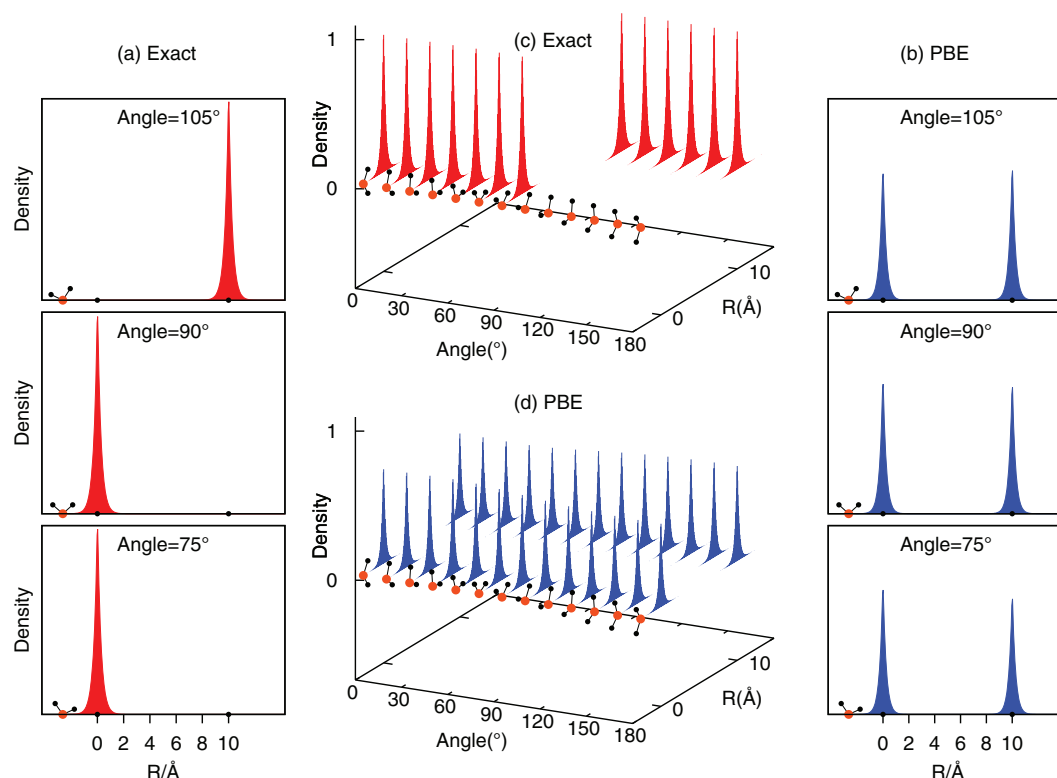 (a) Exact
Angle=105°
Density
Angle=90°
Density
Angle=75°
Density
0 2 4 6 8 10
R/Å
(c) Exact
1
Density
0
0 30 60 90 120 150 180
Angle(°)
0 10
R(Å)
(d) PBE
1
Density
0
0 30 60 90 120 150 180
Angle(°)
0 10
R(Å)
(b) PBE
Angle=105°
Angle=90°
Angle=75°
0 2 4 6 8 10
R/Å